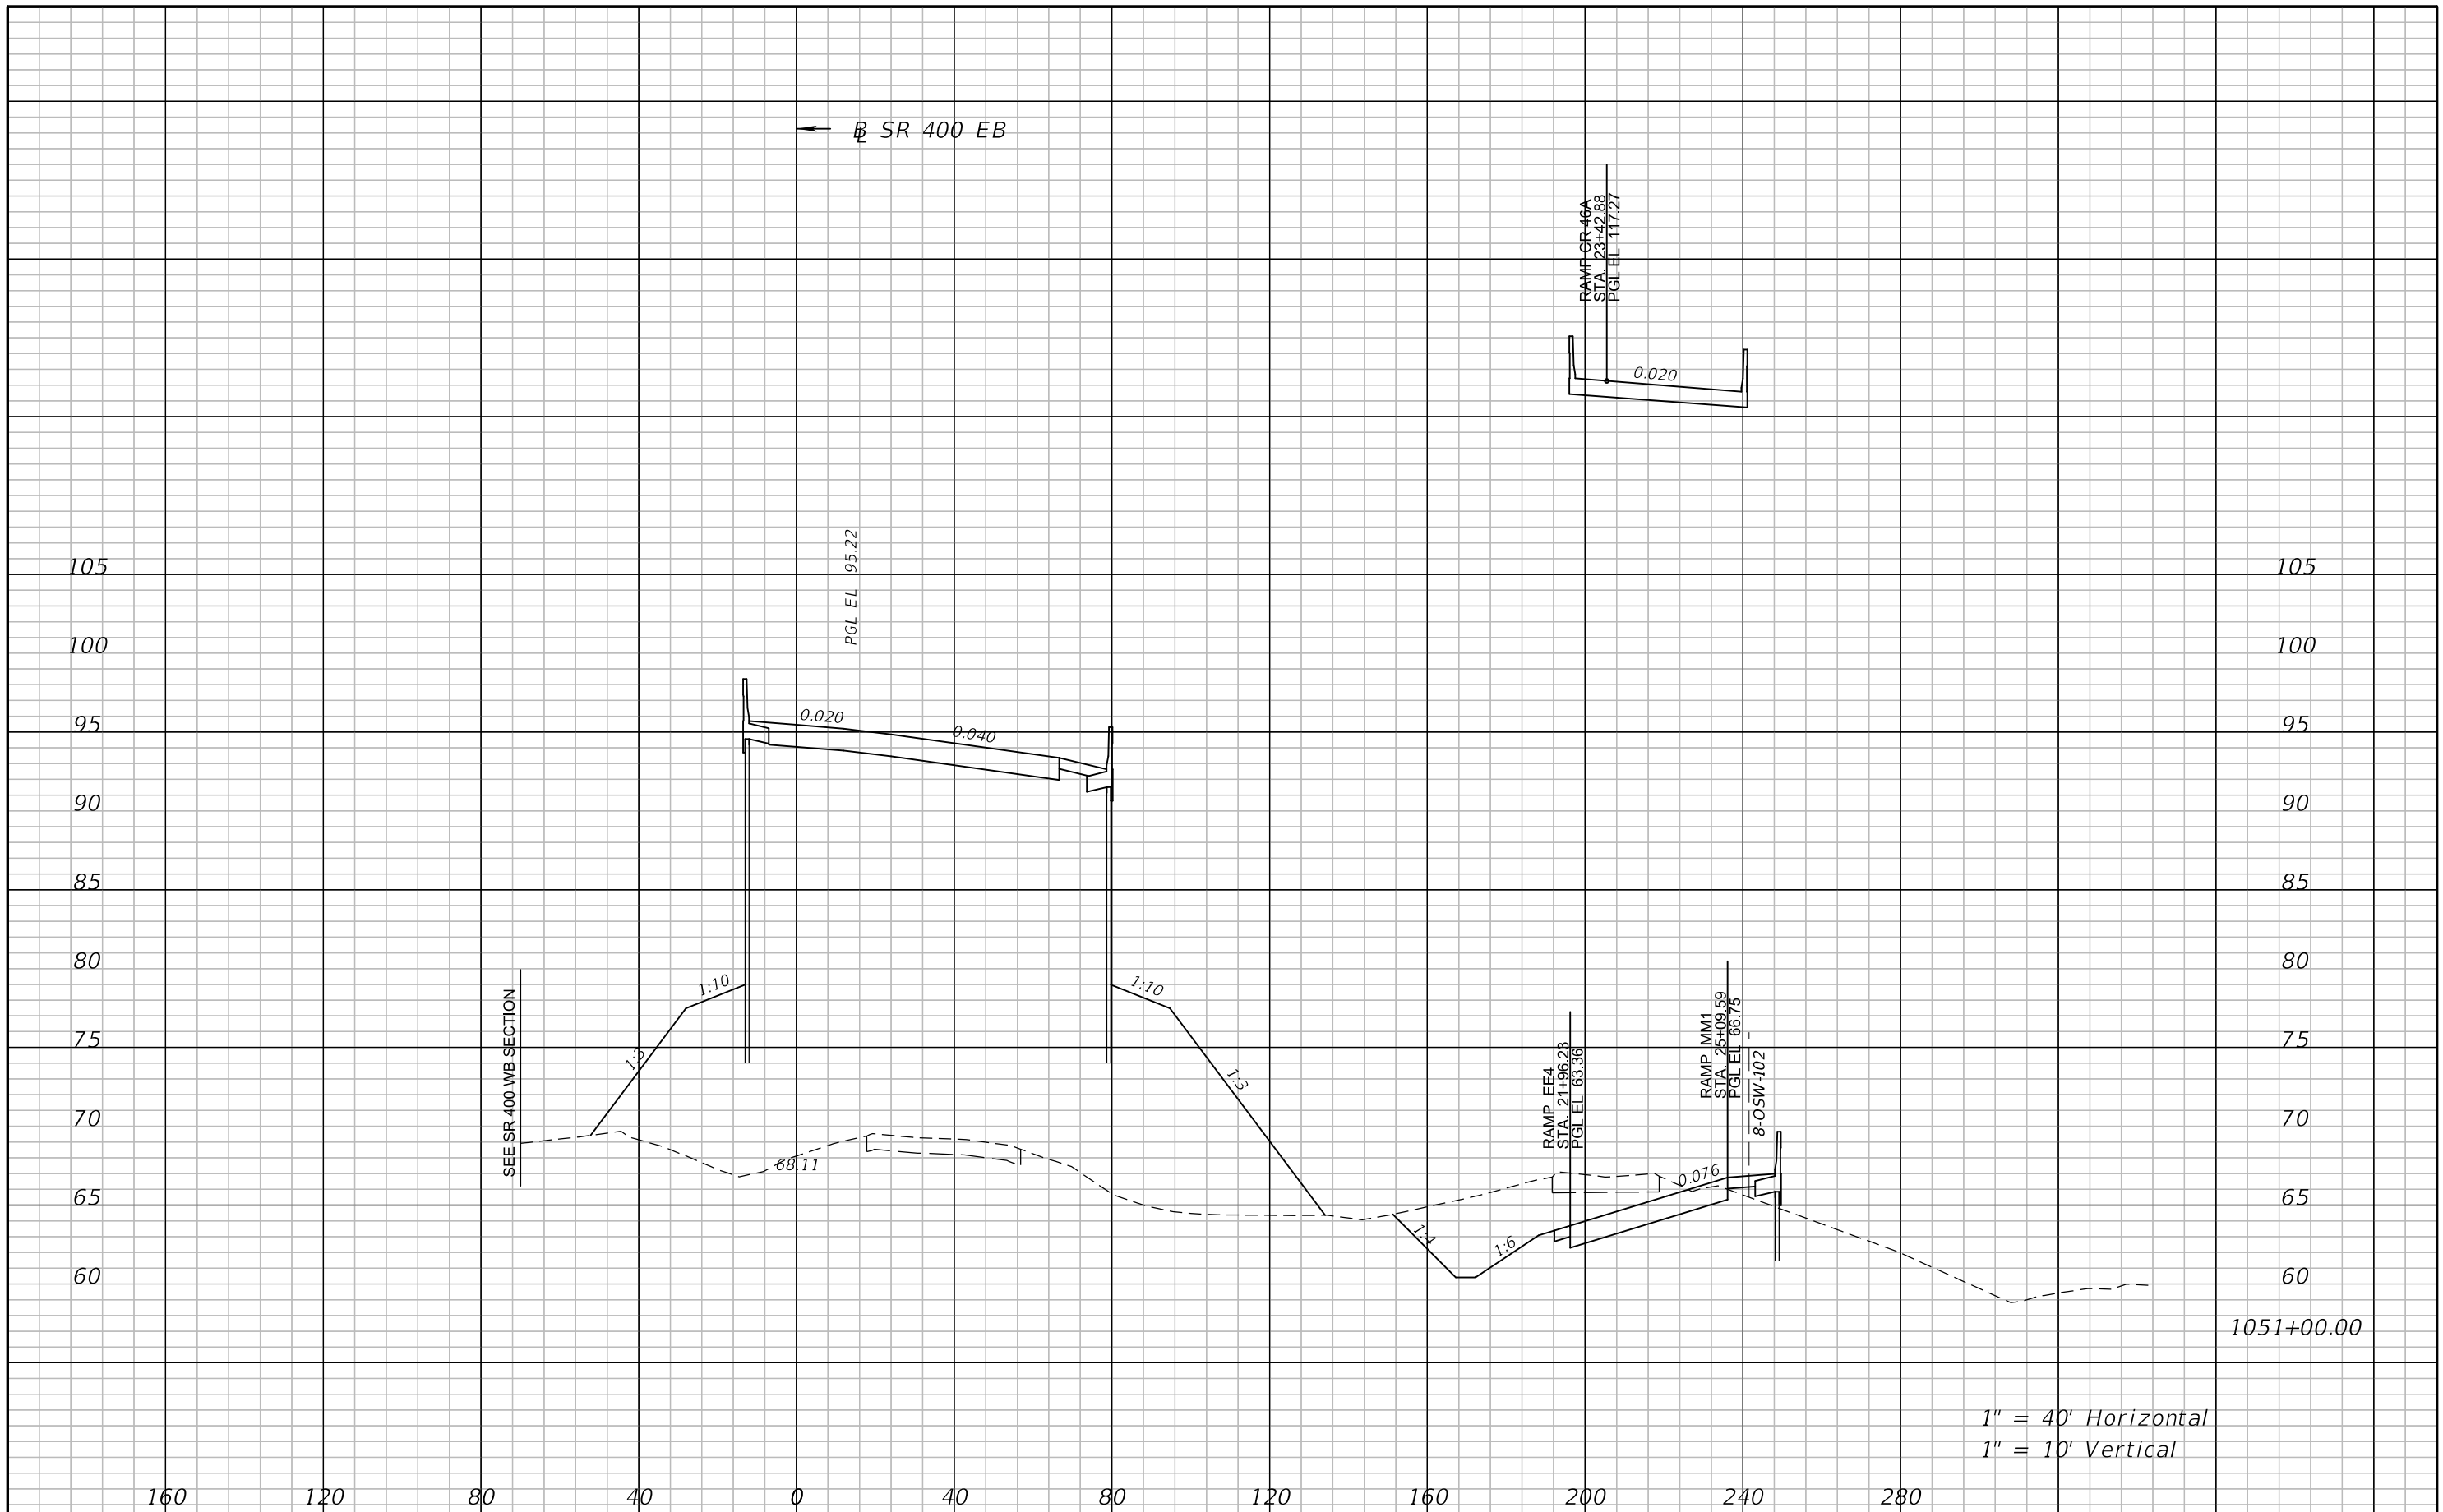 BL SR 400 EB
RAMP CR 46A
STA. 23+42.88
PGL EL 117.27
0.020
PGL EL 95.22
105
105
100
100
95
95
0.020
0.040
90
90
85
85
80
80
1:10
1:10
SEE SR 400 WB SECTION
75
75
1:3
1:3
RAMP EE4
STA. 21+96.23
PGL EL 63.36
RAMP MM1
STA. 25+09.59
PGL EL 66.75
8-OSW-102
70
70
68.11
0.076
65
65
1:4
1:6
60
60
1051+00.00
1" = 40' Horizontal
1" = 10' Vertical
160 120 80 40 0 40 80 120 160 200 240 280